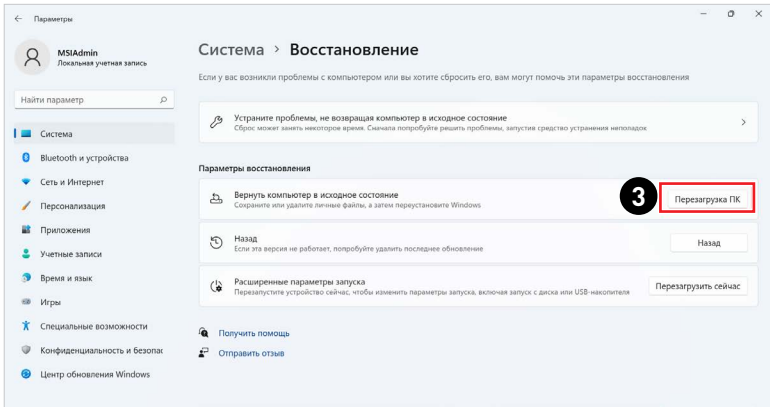 Параметры
MSIAdmin
Локальная учетная запись
Найти параметр
Система
Bluetooth и устройства
Сеть и Интернет
Персонализация
Приложения
Учетные записи
Время и язык
Игры
Специальные возможности
Конфиденциальность и безопас
Центр обновления Windows
Система > Восстановление
Если у вас возникли проблемы с компьютером или вы хотите сбросить его, вам могут помочь эти параметры восстановления
Устраните проблемы, не возвращая компьютер в исходное состояние
Сброс может занять некоторое время. Сначала попробуйте решить проблемы, запустив средство устранения неполадок
Параметры восстановления
Вернуть компьютер в исходное состояние
Сохраните или удалите личные файлы, а затем переустановите Windows
3
Перезагрузка ПК
Назад
Если эта версия не работает, попробуйте удалить последнее обновление
Назад
Расширенные параметры запуска
Перезапустите устройство сейчас, чтобы изменить параметры запуска, включая запуск с диска или USB-накопителя
Перезагрузить сейчас
Получить помощь
Отправить отзыв